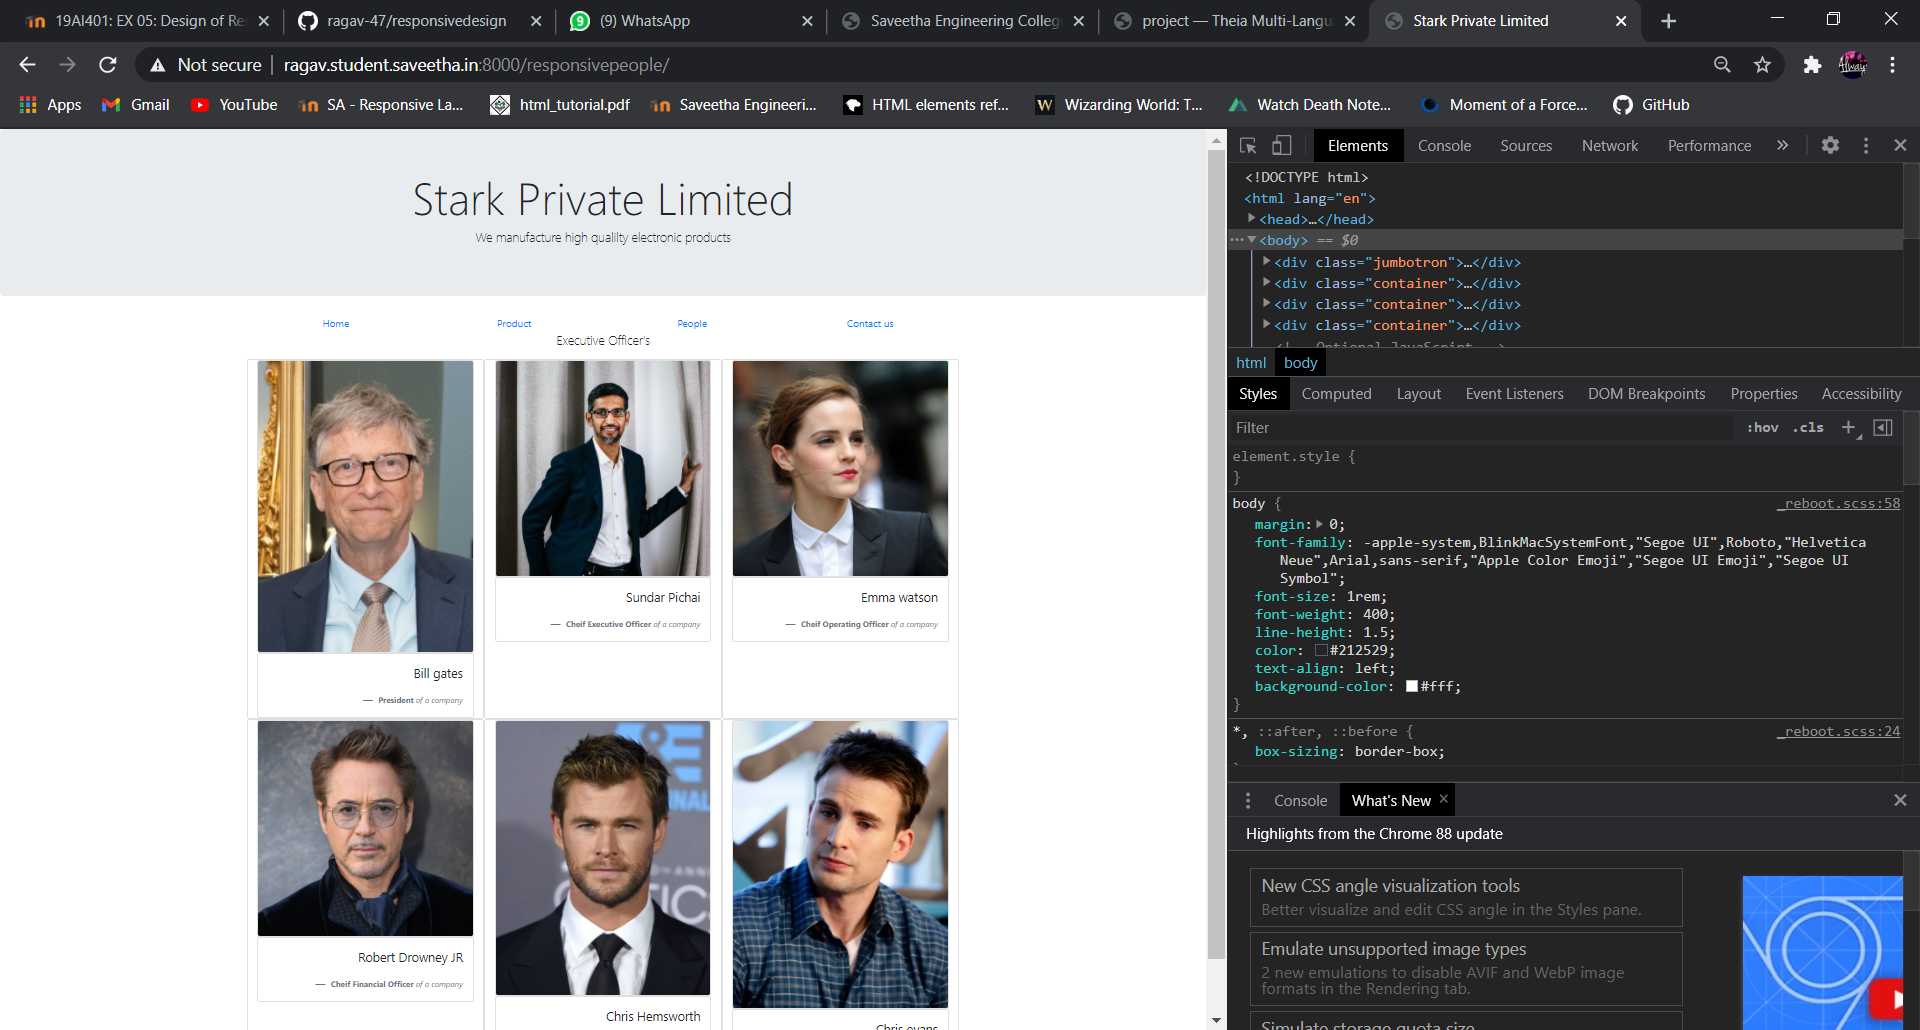 19AI401: EX 05: Design of Re
ragav-47/responsivedesign
(9) WhatsApp
Saveetha Engineering Colleg
project — Theia Multi-Langu
Stark Private Limited
Not secure | ragav.student.saveetha.in:8000/responsivepeople/
Apps
Gmail
YouTube
SA - Responsive La...
html_tutorial.pdf
Saveetha Engineeri...
HTML elements ref...
Wizarding World: T...
Watch Death Note...
Moment of a Force...
GitHub
Stark Private Limited
We manufacture high qualilty electronic products
Home
Product
People
Contact us
Executive Officer's
Bill gates
— President of a company
Sundar Pichai
— Cheif Executive Officer of a company
Emma watson
— Cheif Operating Officer of a company
Robert Drowney JR
— Cheif Financial Officer of a company
Chris Hemsworth
Chris evans
Elements
Console
Sources
Network
Performance
<!DOCTYPE html>
<html lang="en">
<head>…</head>
<body> == $0
<div class="jumbotron">…</div>
<div class="container">…</div>
<div class="container">…</div>
<div class="container">…</div>
<!-- Optional JavaScript -->
html
body
Styles
Computed
Layout
Event Listeners
DOM Breakpoints
Properties
Accessibility
Filter
:hov
.cls
element.style {
}
body {
_reboot.scss:58
margin: 0;
font-family: -apple-system,BlinkMacSystemFont,"Segoe UI",Roboto,"Helvetica
Neue",Arial,sans-serif,"Apple Color Emoji","Segoe UI Emoji","Segoe UI
Symbol";
font-size: 1rem;
font-weight: 400;
line-height: 1.5;
color: #212529;
text-align: left;
background-color: #fff;
}
*, ::after, ::before {
_reboot.scss:24
box-sizing: border-box;
Console
What's New
Highlights from the Chrome 88 update
New CSS angle visualization tools
Better visualize and edit CSS angle in the Styles pane.
Emulate unsupported image types
2 new emulations to disable AVIF and WebP image
formats in the Rendering tab.
Simulate storage quota size